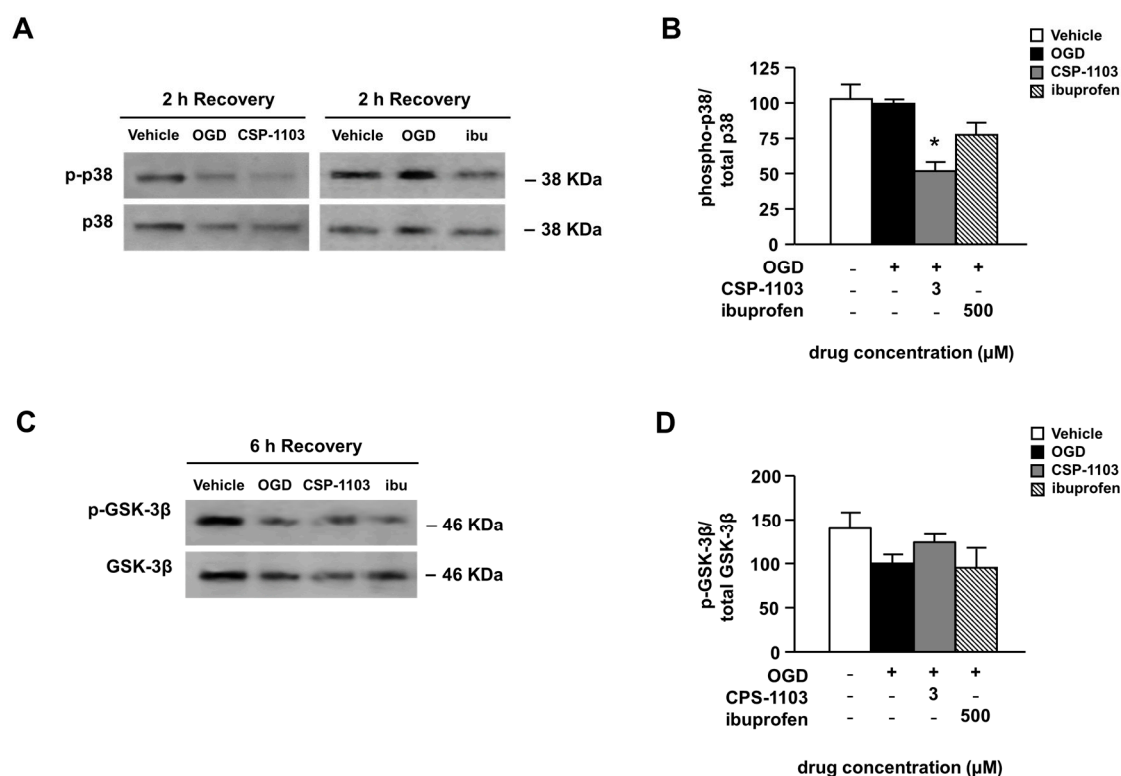 A
2 h Recovery 2 h Recovery
Vehicle OGD CSP-1103 Vehicle OGD ibu
p-p38 – 38 KDa
p38 – 38 KDa
B
Vehicle
OGD
CSP-1103
ibuprofen
phospho-p38/
total p38
125
100
75
50
25
0
*
OGD - + + +
CSP-1103 - - 3 -
ibuprofen - - - 500
drug concentration (µM)
C
6 h Recovery
Vehicle OGD CSP-1103 ibu
p-GSK-3β – 46 KDa
GSK-3β – 46 KDa
D
Vehicle
OGD
CSP-1103
ibuprofen
p-GSK-3β/
total GSK-3β
200
150
100
50
0
OGD - + + +
CPS-1103 - - 3 -
ibuprofen - - - 500
drug concentration (µM)